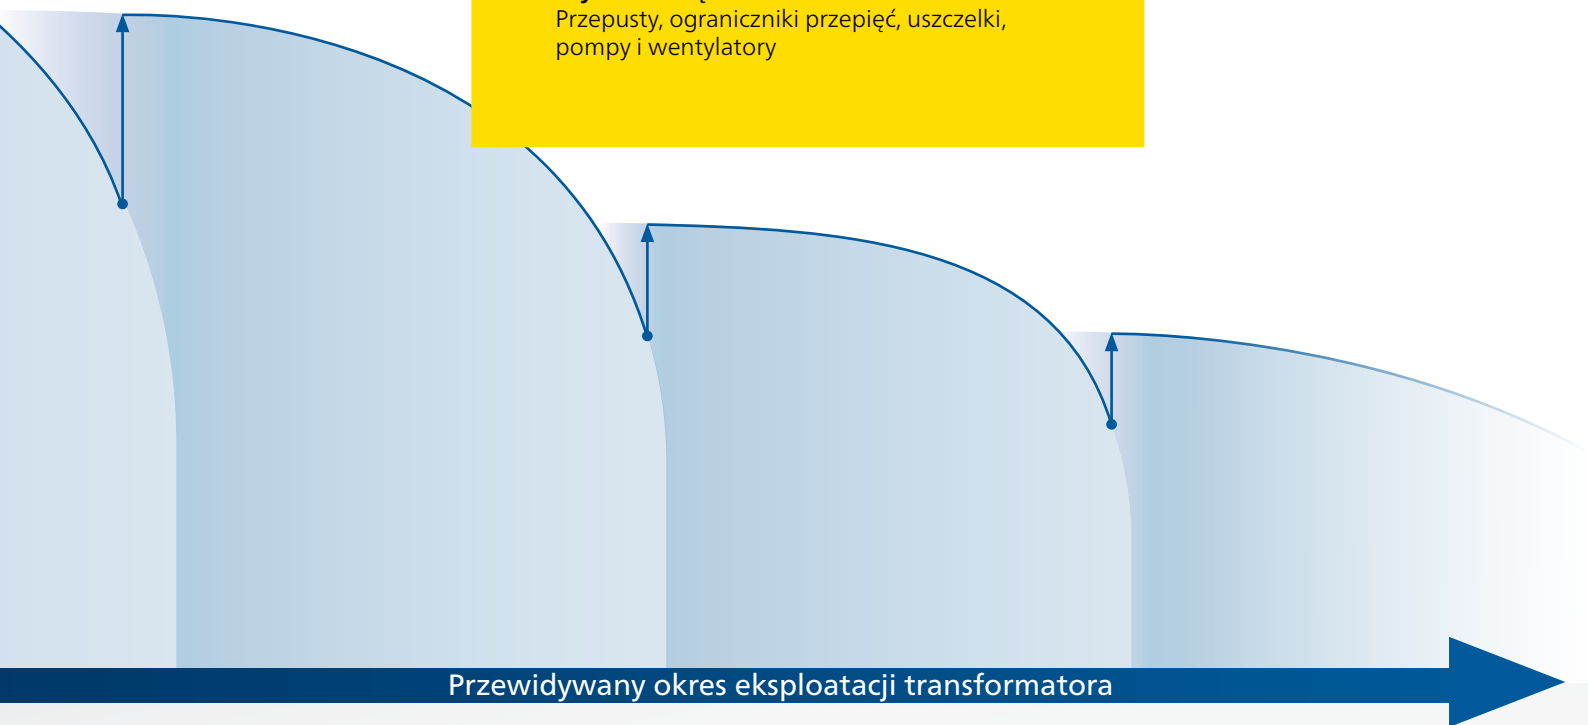 Przepusty, ograniczniki przepięć, uszczelki,
pompy i wentylatory
Przewidywany okres eksploatacji transformatora